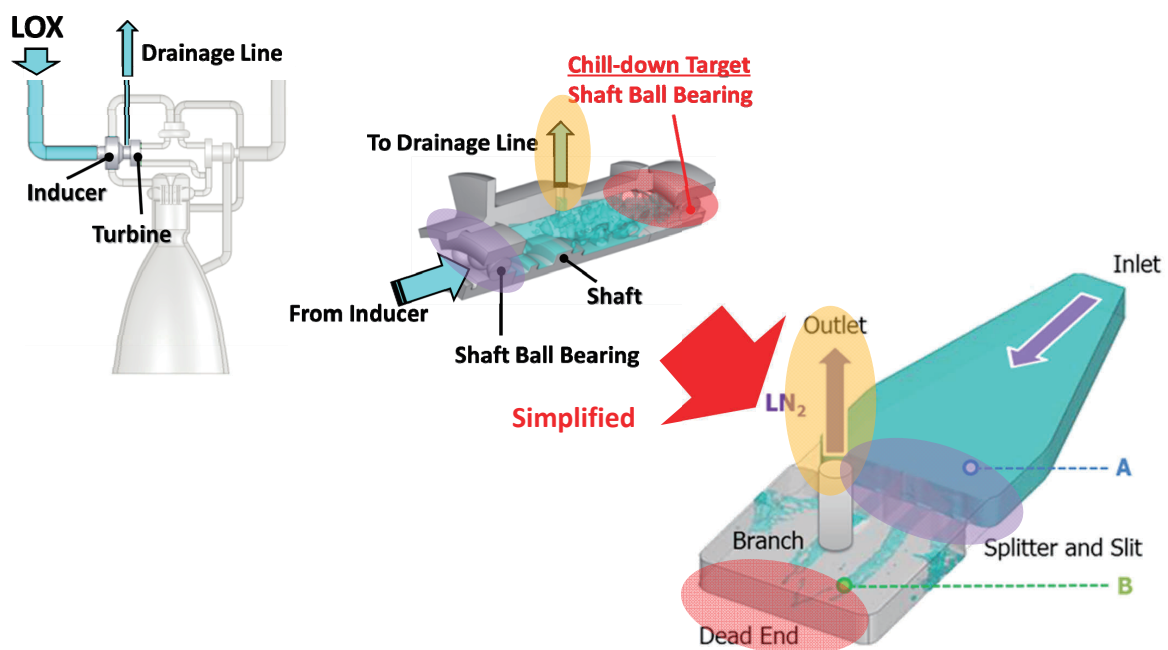 LOX
Drainage Line
Inducer
Turbine
Chill-down Target
Shaft Ball Bearing
To Drainage Line
From Inducer
Shaft
Shaft Ball Bearing
Simplified
Inlet
Outlet
LN₂
A
Branch
Splitter and Slit
B
Dead End